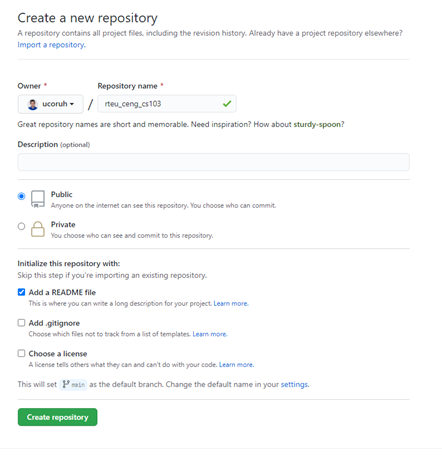 Create a new repository
A repository contains all project files, including the revision history. Already have a project repository elsewhere?
Import a repository.
Owner * Repository name *
ucoruh / rteu_ceng_cs103
Great repository names are short and memorable. Need inspiration? How about sturdy-spoon?
Description (optional)
Public
Anyone on the internet can see this repository. You choose who can commit.
Private
You choose who can see and commit to this repository.
Initialize this repository with:
Skip this step if you're importing an existing repository.
Add a README file
This is where you can write a long description for your project. Learn more.
Add .gitignore
Choose which files not to track from a list of templates. Learn more.
Choose a license
A license tells others what they can and can't do with your code. Learn more.
This will set main as the default branch. Change the default name in your settings.
Create repository